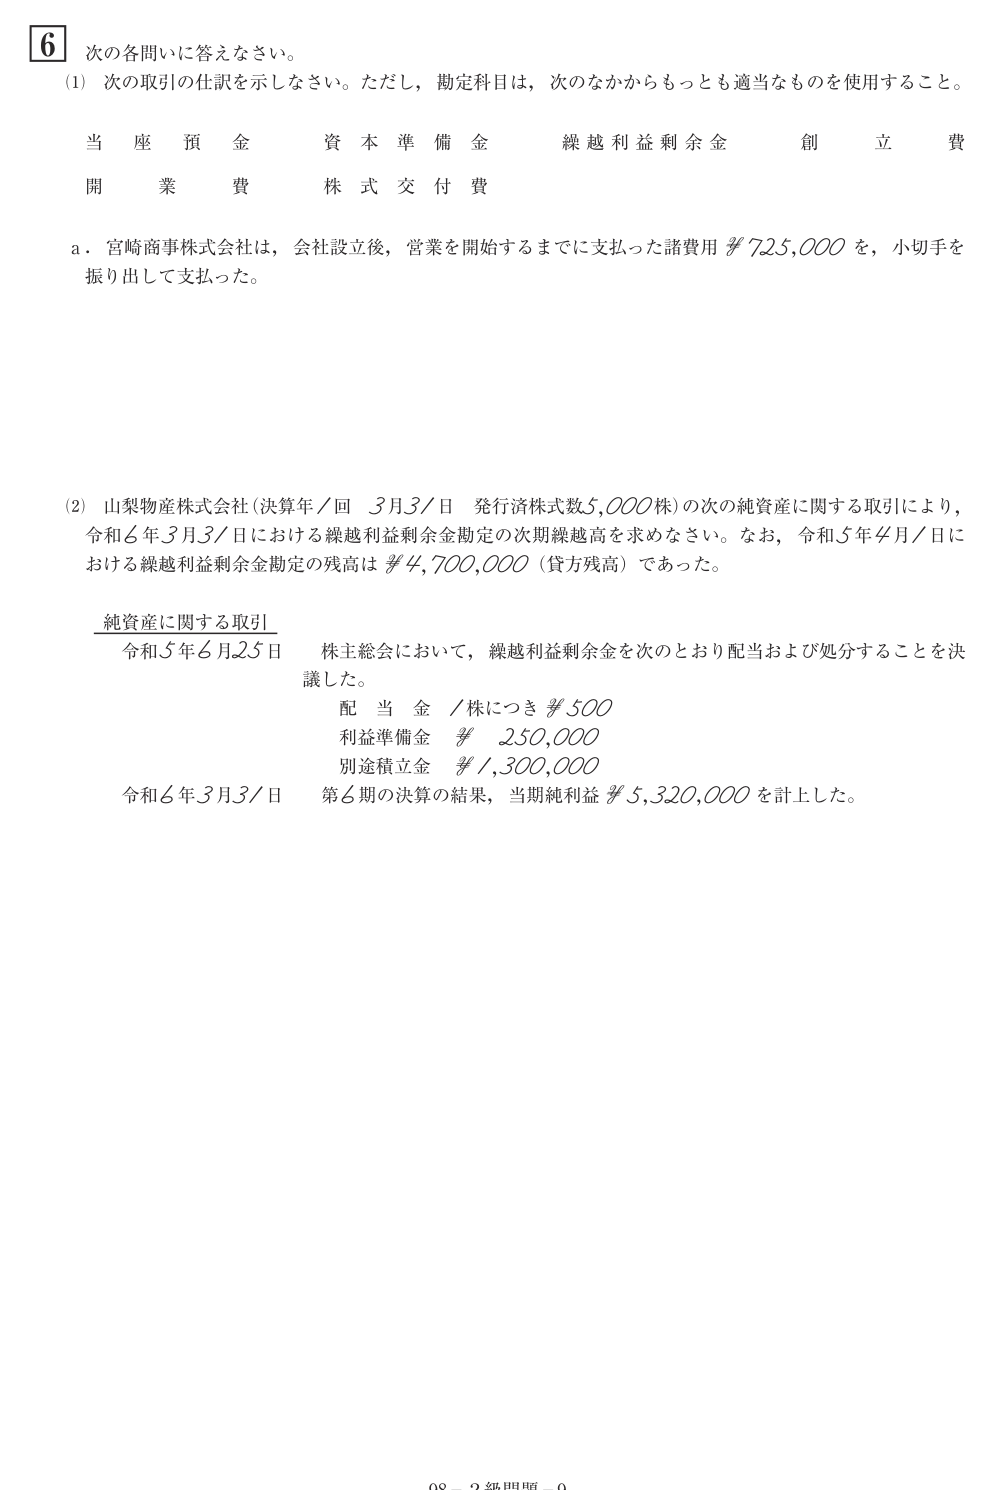 6 次の各問いに答えなさい。
⑴ 次の取引の仕訳を示しなさい。ただし，勘定科目は，次のなかからもっとも適当なものを使用すること。
当座預金 資本準備金 繰越利益剰余金 創立費
開業費 株式交付費
a．宮崎商事株式会社は，会社設立後，営業を開始するまでに支払った諸費用￥725,000を，小切手を
振り出して支払った。
⑵ 山梨物産株式会社(決算年1回 3月31日 発行済株式数5,000株)の次の純資産に関する取引により，
令和6年3月31日における繰越利益剰余金勘定の次期繰越高を求めなさい。なお，令和5年4月1日に
おける繰越利益剰余金勘定の残高は￥4,700,000（貸方残高）であった。
純資産に関する取引
令和5年6月25日 株主総会において，繰越利益剰余金を次のとおり配当および処分することを決
議した。
配当金 1株につき￥500
利益準備金 ￥ 250,000
別途積立金 ￥1,300,000
令和6年3月31日 第6期の決算の結果，当期純利益￥5,320,000を計上した。
98－2級問題－9